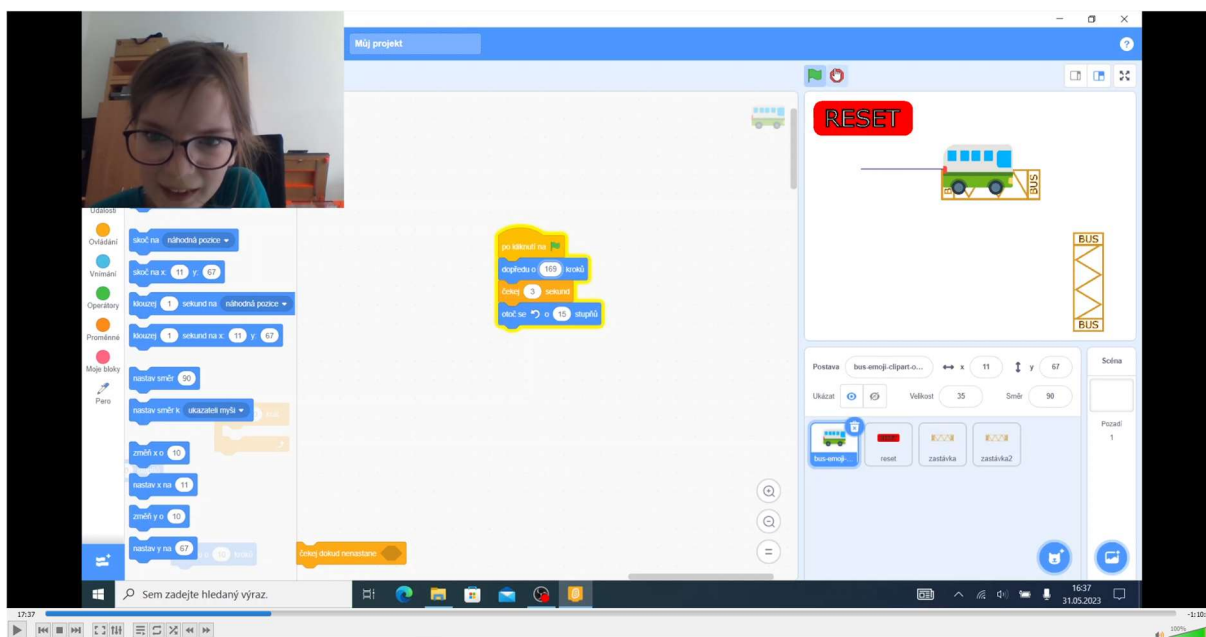 Můj projekt
RESET
BUS
BUS
BUS
po kliknutí na
dopředu o 169 kroků
čekej 3 sekund
otoč se o 15 stupňů
Události
Ovládání
Vnímání
Operátory
Proměnné
Moje bloky
Pero
skoč na náhodná pozice
skoč na x: 11 y: 67
klouzej 1 sekund na náhodná pozice
klouzej 1 sekund na x: 11 y 67
nastav směr 90
nastav směr k ukazateli myši
změň x o 10
nastav x na 11
změň y o 10
nastav y na 67
čekej dokud nenastane
Postava bus-emoji-clipart-o... x 11 y 67
Ukázat Velikost 35 Směr 90
bus-emoji-...
reset
zastávka
zastávka2
Scéna
Pozadí
1
Sem zadejte hledaný výraz.
16:37
31.05.2023
17:37
100%